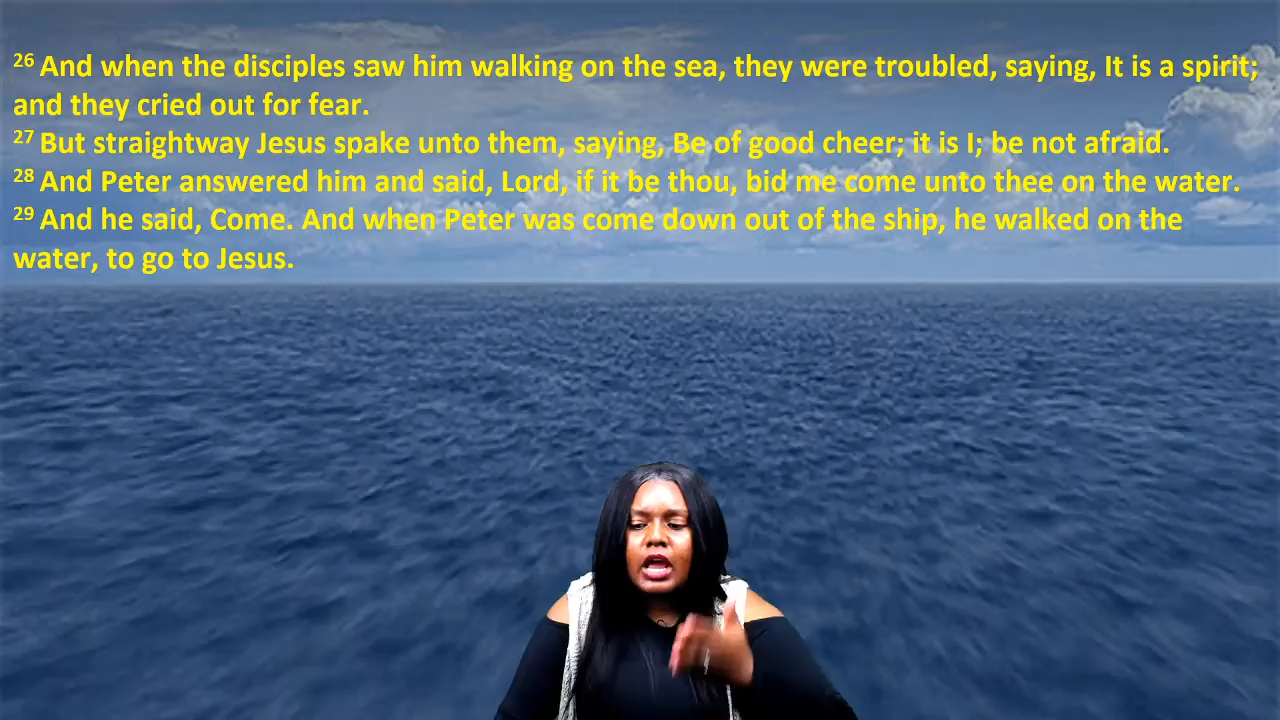 26 And when the disciples saw him walking on the sea, they were troubled, saying, It is a spirit;
and they cried out for fear.
27 But straightway Jesus spake unto them, saying, Be of good cheer; it is I; be not afraid.
28 And Peter answered him and said, Lord, if it be thou, bid me come unto thee on the water.
29 And he said, Come. And when Peter was come down out of the ship, he walked on the
water, to go to Jesus.